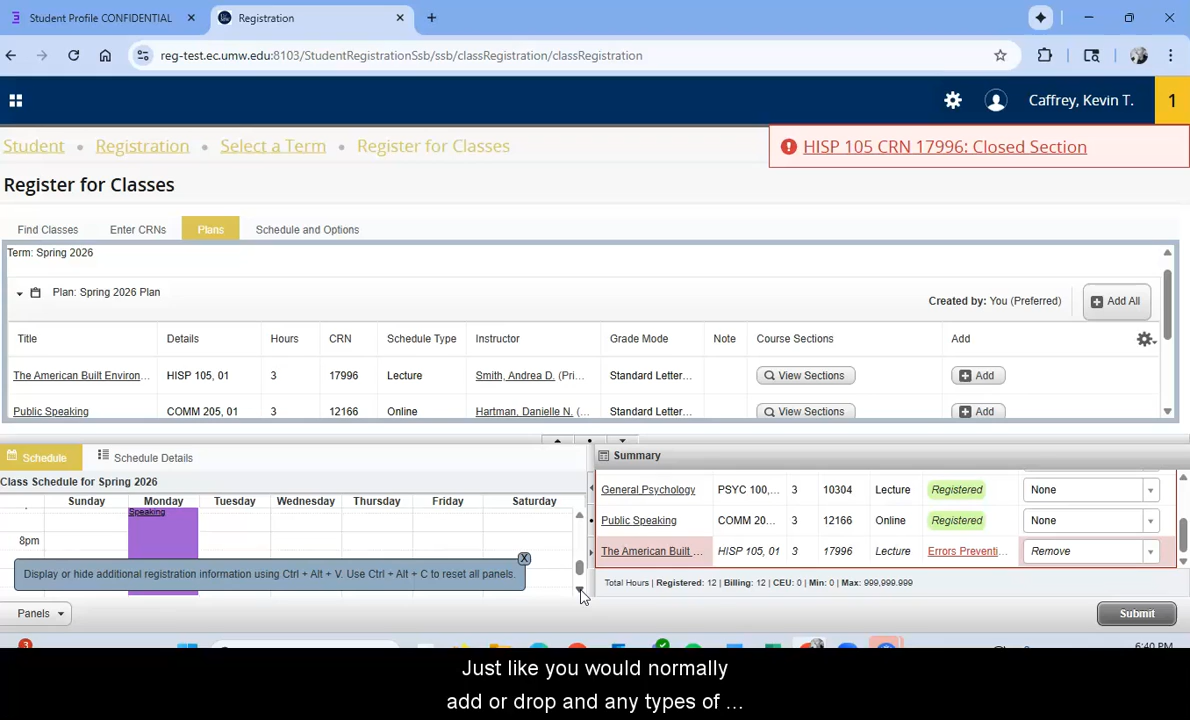 Student Profile CONFIDENTIAL
Registration
reg-test.ec.umw.edu:8103/StudentRegistrationSsb/ssb/classRegistration/classRegistration
Caffrey, Kevin T.
1
Student • Registration • Select a Term • Register for Classes
HISP 105 CRN 17996: Closed Section
Register for Classes
Find Classes Enter CRNs Plans Schedule and Options
Term: Spring 2026
Plan: Spring 2026 Plan
Created by: You (Preferred)
Add All
Title Details Hours CRN Schedule Type Instructor Grade Mode Note Course Sections Add
The American Built Environ... HISP 105, 01 3 17996 Lecture Smith, Andrea D. (Pri... Standard Letter... View Sections Add
Public Speaking COMM 205, 01 3 12166 Online Hartman, Danielle N. (... Standard Letter... View Sections Add
Schedule Schedule Details
Class Schedule for Spring 2026
Sunday Monday Tuesday Wednesday Thursday Friday Saturday
Speaking
8pm
X
Display or hide additional registration information using Ctrl + Alt + V. Use Ctrl + Alt + C to reset all panels.
Summary
General Psychology PSYC 100,... 3 10304 Lecture Registered None
Public Speaking COMM 20... 3 12166 Online Registered None
The American Built ... HISP 105, 01 3 17996 Lecture Errors Preventi... Remove
Total Hours | Registered: 12 | Billing: 12 | CEU: 0 | Min: 0 | Max: 999,999.999
Panels
Submit
3
6:40 PM
Just like you would normally
add or drop and any types of ...